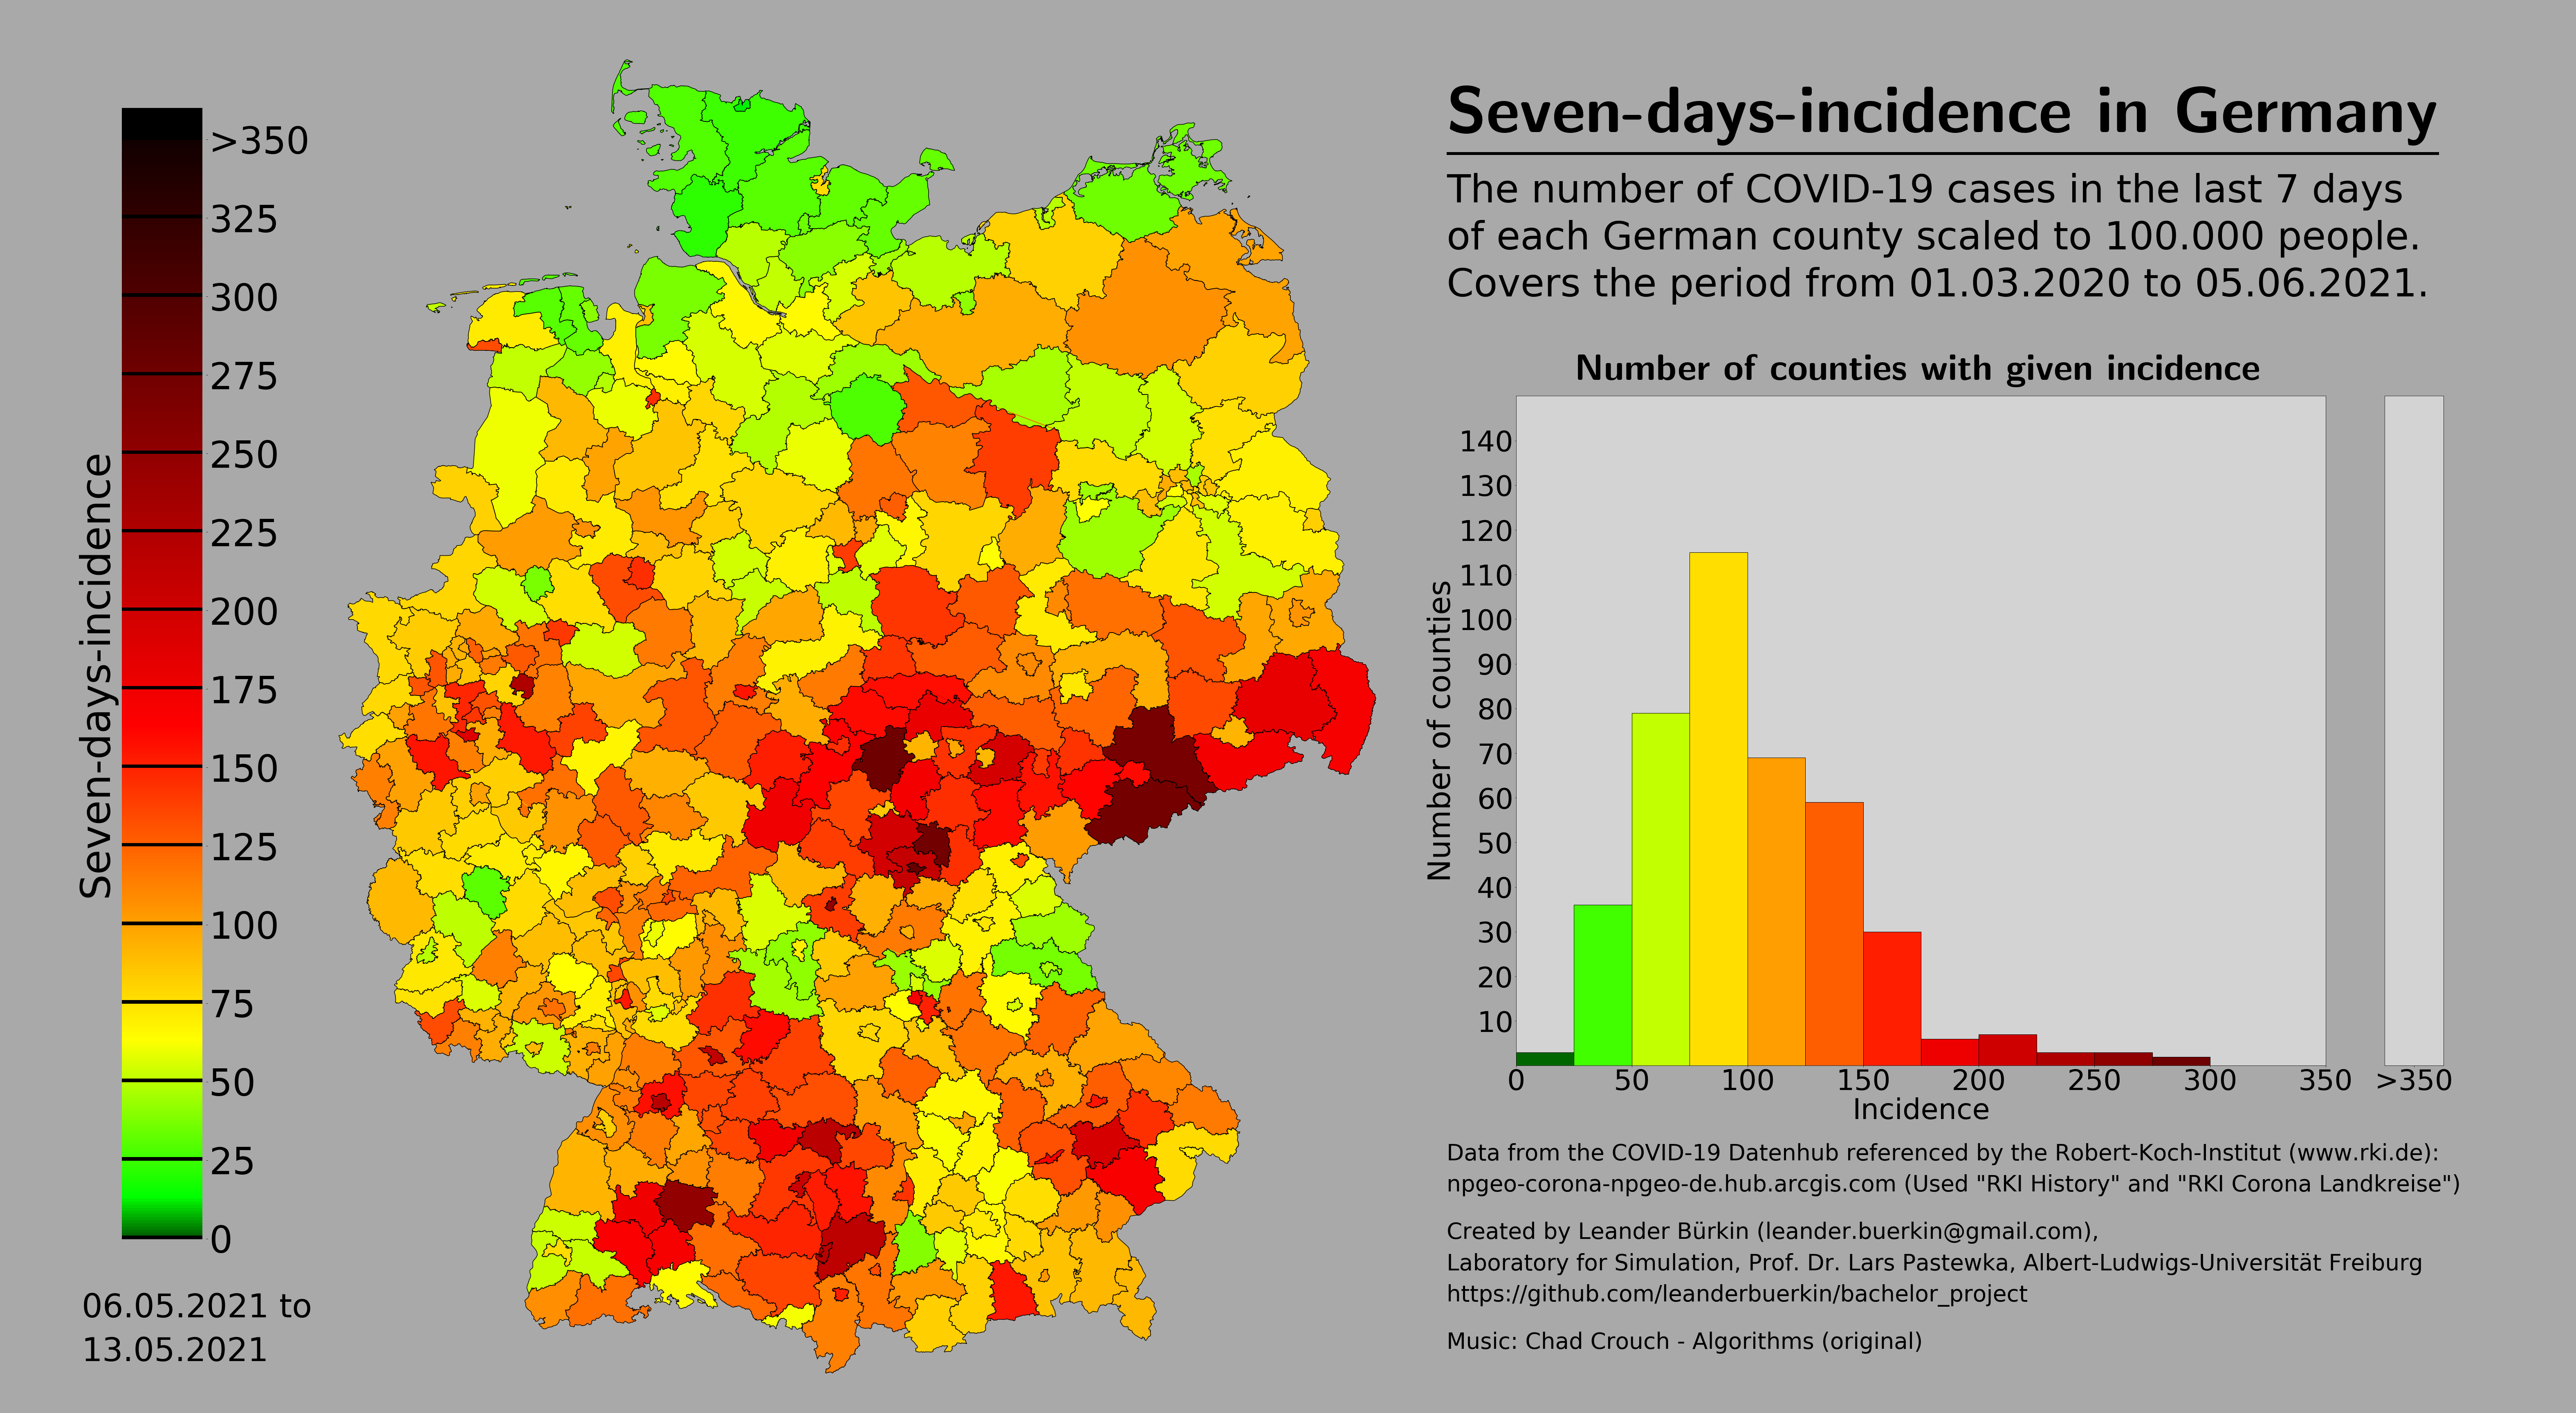 Seven-days-incidence in Germany
The number of COVID-19 cases in the last 7 days
of each German county scaled to 100.000 people.
Covers the period from 01.03.2020 to 05.06.2021.
Seven-days-incidence
>350
325
300
275
250
225
200
175
150
125
100
75
50
25
0
06.05.2021 to
13.05.2021
Number of counties with given incidence
Number of counties
140
130
120
110
100
90
80
70
60
50
40
30
20
10
0 50 100 150 200 250 300 350 >350
Incidence
Data from the COVID-19 Datenhub referenced by the Robert-Koch-Institut (www.rki.de):
npgeo-corona-npgeo-de.hub.arcgis.com (Used "RKI History" and "RKI Corona Landkreise")
Created by Leander Bürkin (leander.buerkin@gmail.com),
Laboratory for Simulation, Prof. Dr. Lars Pastewka, Albert-Ludwigs-Universität Freiburg
https://github.com/leanderbuerkin/bachelor_project
Music: Chad Crouch - Algorithms (original)